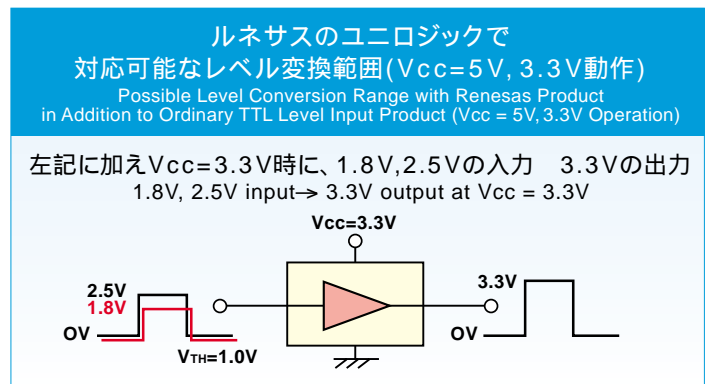 ルネサスのユニロジックで
対応可能なレベル変換範囲(Vcc=5V, 3.3V動作)
Possible Level Conversion Range with Renesas Product
in Addition to Ordinary TTL Level Input Product (Vcc = 5V, 3.3V Operation)
左記に加えVcc=3.3V時に、1.8V,2.5Vの入力　3.3Vの出力
1.8V, 2.5V input→ 3.3V output at Vcc = 3.3V
Vcc=3.3V
2.5V
1.8V
OV
VTH=1.0V
3.3V
OV